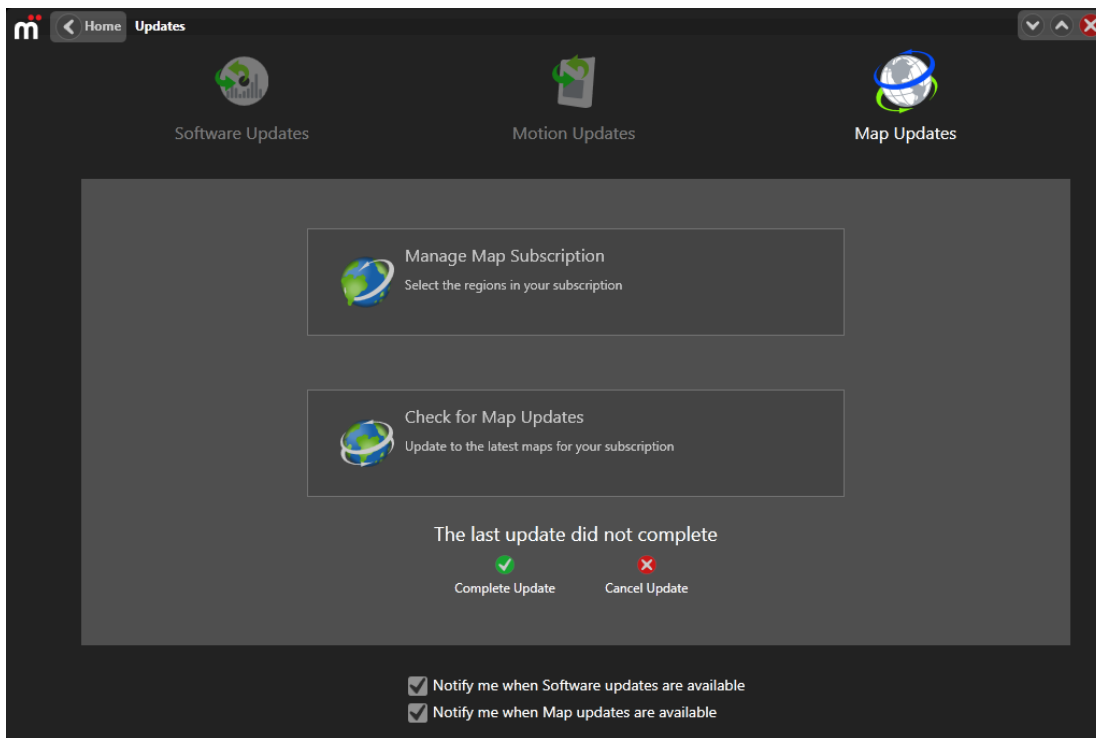 Home Updates
Software Updates Motion Updates Map Updates
Manage Map Subscription
Select the regions in your subscription
Check for Map Updates
Update to the latest maps for your subscription
The last update did not complete
Complete Update Cancel Update
Notify me when Software updates are available
Notify me when Map updates are available